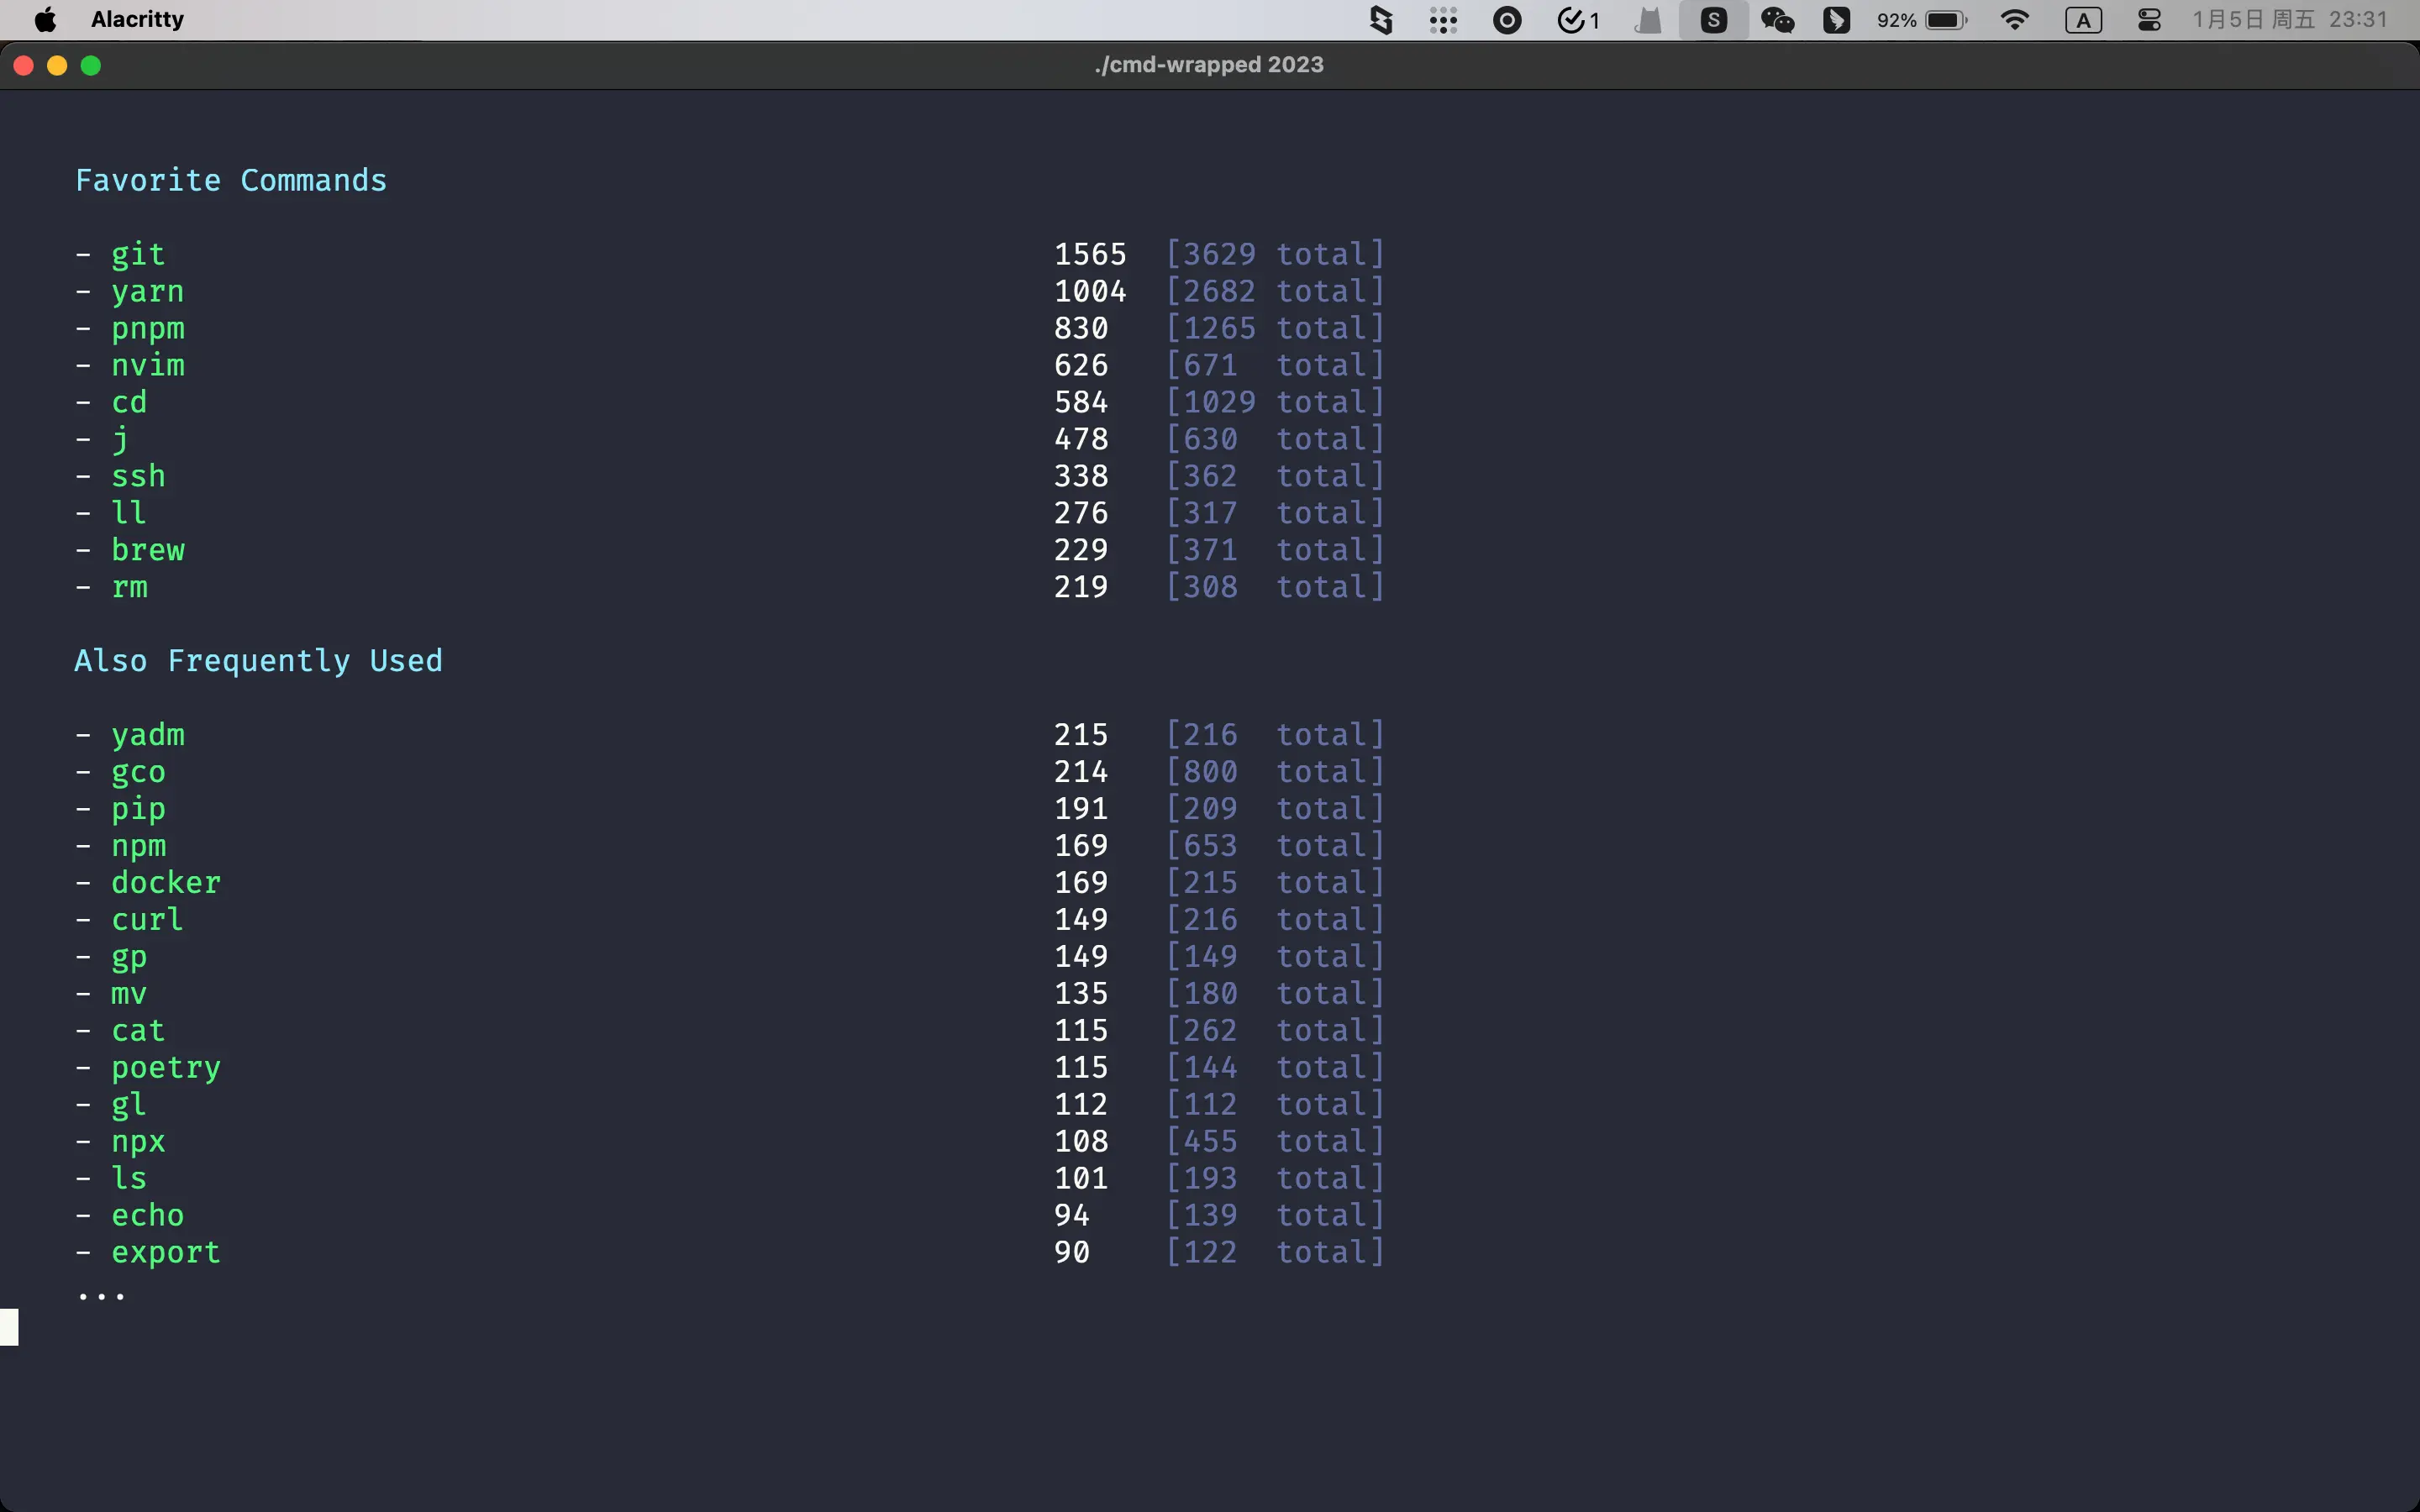 Alacritty 1 92% A 1月5日 周五 23:31
./cmd-wrapped 2023
Favorite Commands
- git 1565 [3629 total]
- yarn 1004 [2682 total]
- pnpm 830 [1265 total]
- nvim 626 [671 total]
- cd 584 [1029 total]
- j 478 [630 total]
- ssh 338 [362 total]
- ll 276 [317 total]
- brew 229 [371 total]
- rm 219 [308 total]
Also Frequently Used
- yadm 215 [216 total]
- gco 214 [800 total]
- pip 191 [209 total]
- npm 169 [653 total]
- docker 169 [215 total]
- curl 149 [216 total]
- gp 149 [149 total]
- mv 135 [180 total]
- cat 115 [262 total]
- poetry 115 [144 total]
- gl 112 [112 total]
- npx 108 [455 total]
- ls 101 [193 total]
- echo 94 [139 total]
- export 90 [122 total]
...